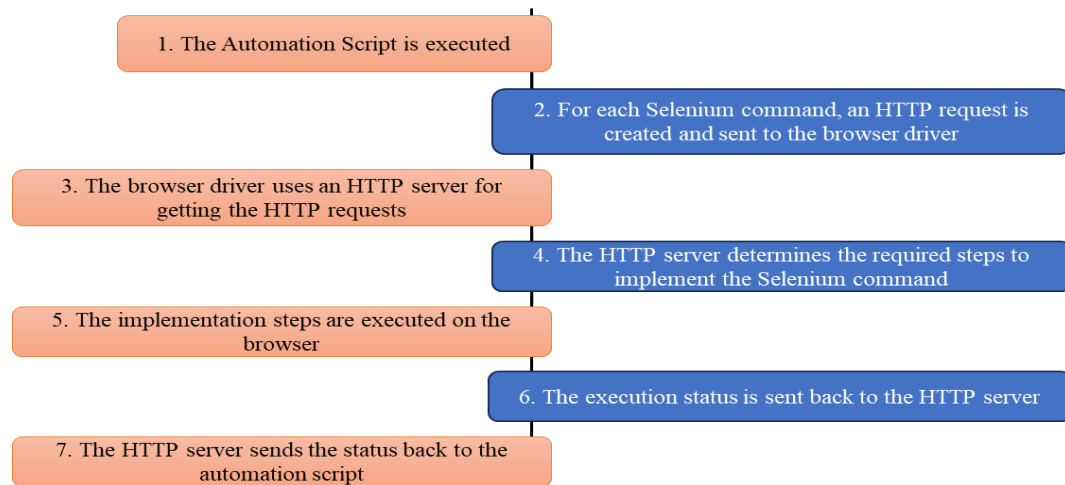 1. The Automation Script is executed
2. For each Selenium command, an HTTP request is
created and sent to the browser driver
3. The browser driver uses an HTTP server for
getting the HTTP requests
4. The HTTP server determines the required steps to
implement the Selenium command
5. The implementation steps are executed on the
browser
6. The execution status is sent back to the HTTP server
7. The HTTP server sends the status back to the
automation script